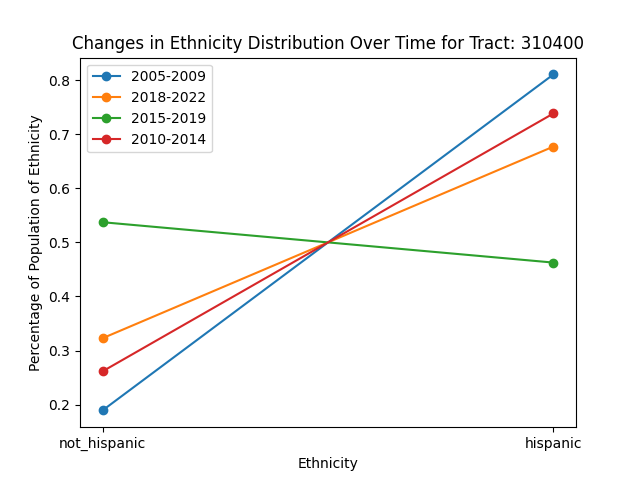 Changes in Ethnicity Distribution Over Time for Tract: 310400
2005-2009
2018-2022
2015-2019
2010-2014
Percentage of Population of Ethnicity
0.8
0.7
0.6
0.5
0.4
0.3
0.2
not_hispanic
hispanic
Ethnicity